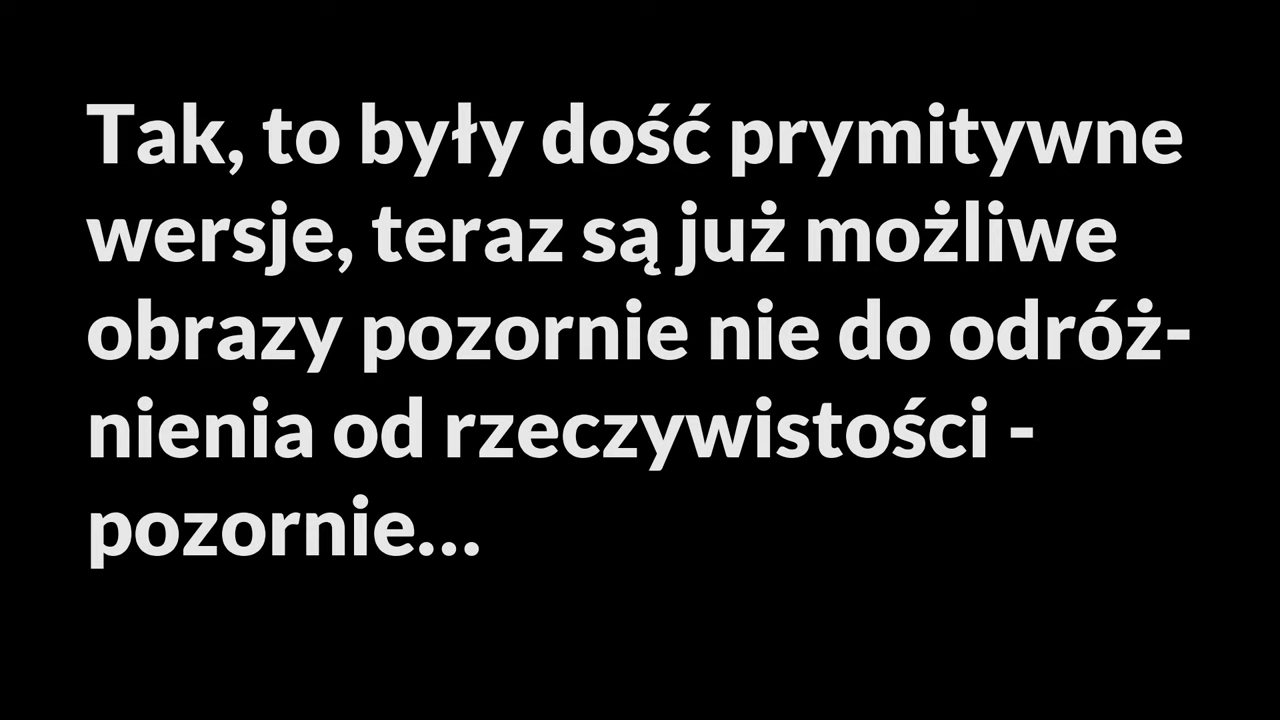 Tak, to były dość prymitywne
wersje, teraz są już możliwe
obrazy pozornie nie do odróż-
nienia od rzeczywistości -
pozornie...